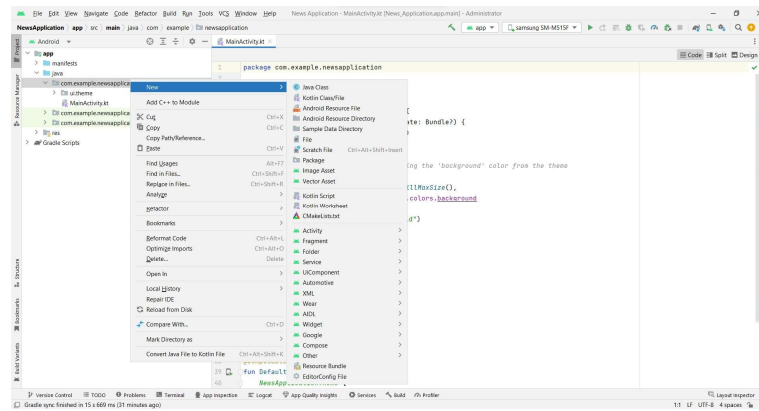 File Edit View Navigate Code Refactor Build Run Tools VCS Window Help News Application - MainActivity.kt [News_Application.app.main] - Administrator
NewsApplication app src main java com example newsapplication app samsung SM-M515F
Android MainActivity.kt
Code Split Design
app
manifests
java
com.example.newsapplica
ui.theme
MainActivity.kt
com.example.newsapplica
com.example.newsapplica
res
Gradle Scripts
Project
Resource Manager
Structure
Bookmarks
Build Variants
1 package com.example.newsapplication
New
Add C++ to Module
Cut Ctrl+X
Copy Ctrl+C
Copy Path/Reference...
Paste Ctrl+V
Find Usages Alt+F7
Find in Files... Ctrl+Shift+F
Replace in Files... Ctrl+Shift+R
Analyze
Refactor
Bookmarks
Reformat Code Ctrl+Alt+L
Optimize Imports Ctrl+Alt+O
Delete... Delete
Open In
Local History
Repair IDE
Reload from Disk
Compare With... Ctrl+D
Mark Directory as
Convert Java File to Kotlin File Ctrl+Alt+Shift+K
Java Class
Kotlin Class/File
Android Resource File
Android Resource Directory
Sample Data Directory
File
Scratch File Ctrl+Alt+Shift+Insert
Package
Image Asset
Vector Asset
Kotlin Script
Kotlin Worksheet
CMakeLists.txt
Activity
Fragment
Folder
Service
UiComponent
Automotive
XML
Wear
AIDL
Widget
Google
Compose
Other
Resource Bundle
EditorConfig File
{
ate: Bundle?) {
ing the 'background' color from the theme
llMaxSize(),
.colors.background
d")
39 fun Default
40
Version Control TODO Problems Terminal App Inspection Logcat App Quality Insights Services Build Profiler Layout Inspector
Gradle sync finished in 15 s 669 ms (31 minutes ago) 1:1 LF UTF-8 4 spaces